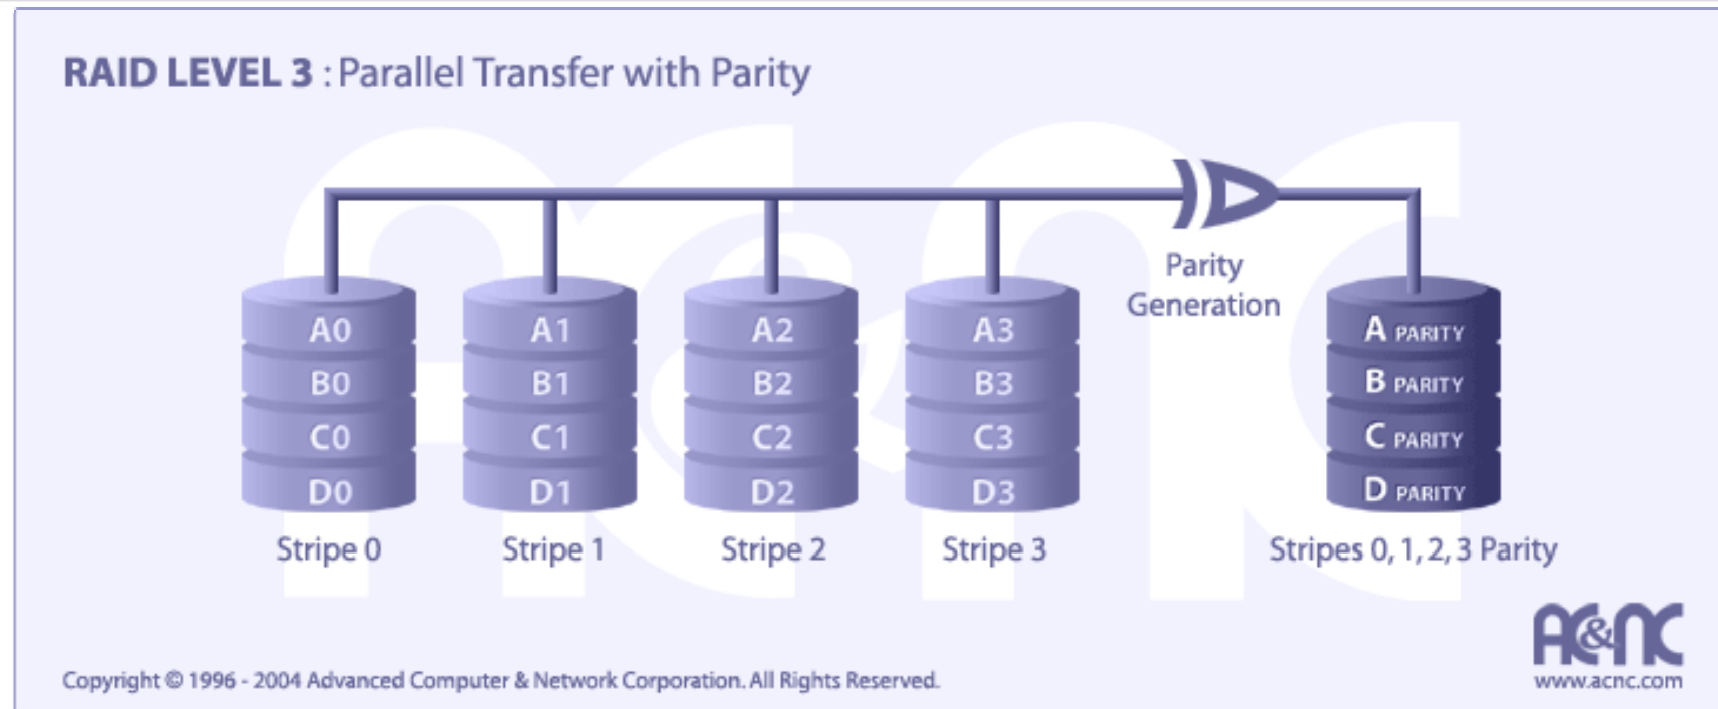 RAID LEVEL 3 : Parallel Transfer with Parity
Parity
Generation
A0
B0
C0
D0
Stripe 0
A1
B1
C1
D1
Stripe 1
A2
B2
C2
D2
Stripe 2
A3
B3
C3
D3
Stripe 3
A PARITY
B PARITY
C PARITY
D PARITY
Stripes 0, 1, 2, 3 Parity
AC&NC
www.acnc.com
Copyright © 1996 - 2004 Advanced Computer & Network Corporation. All Rights Reserved.